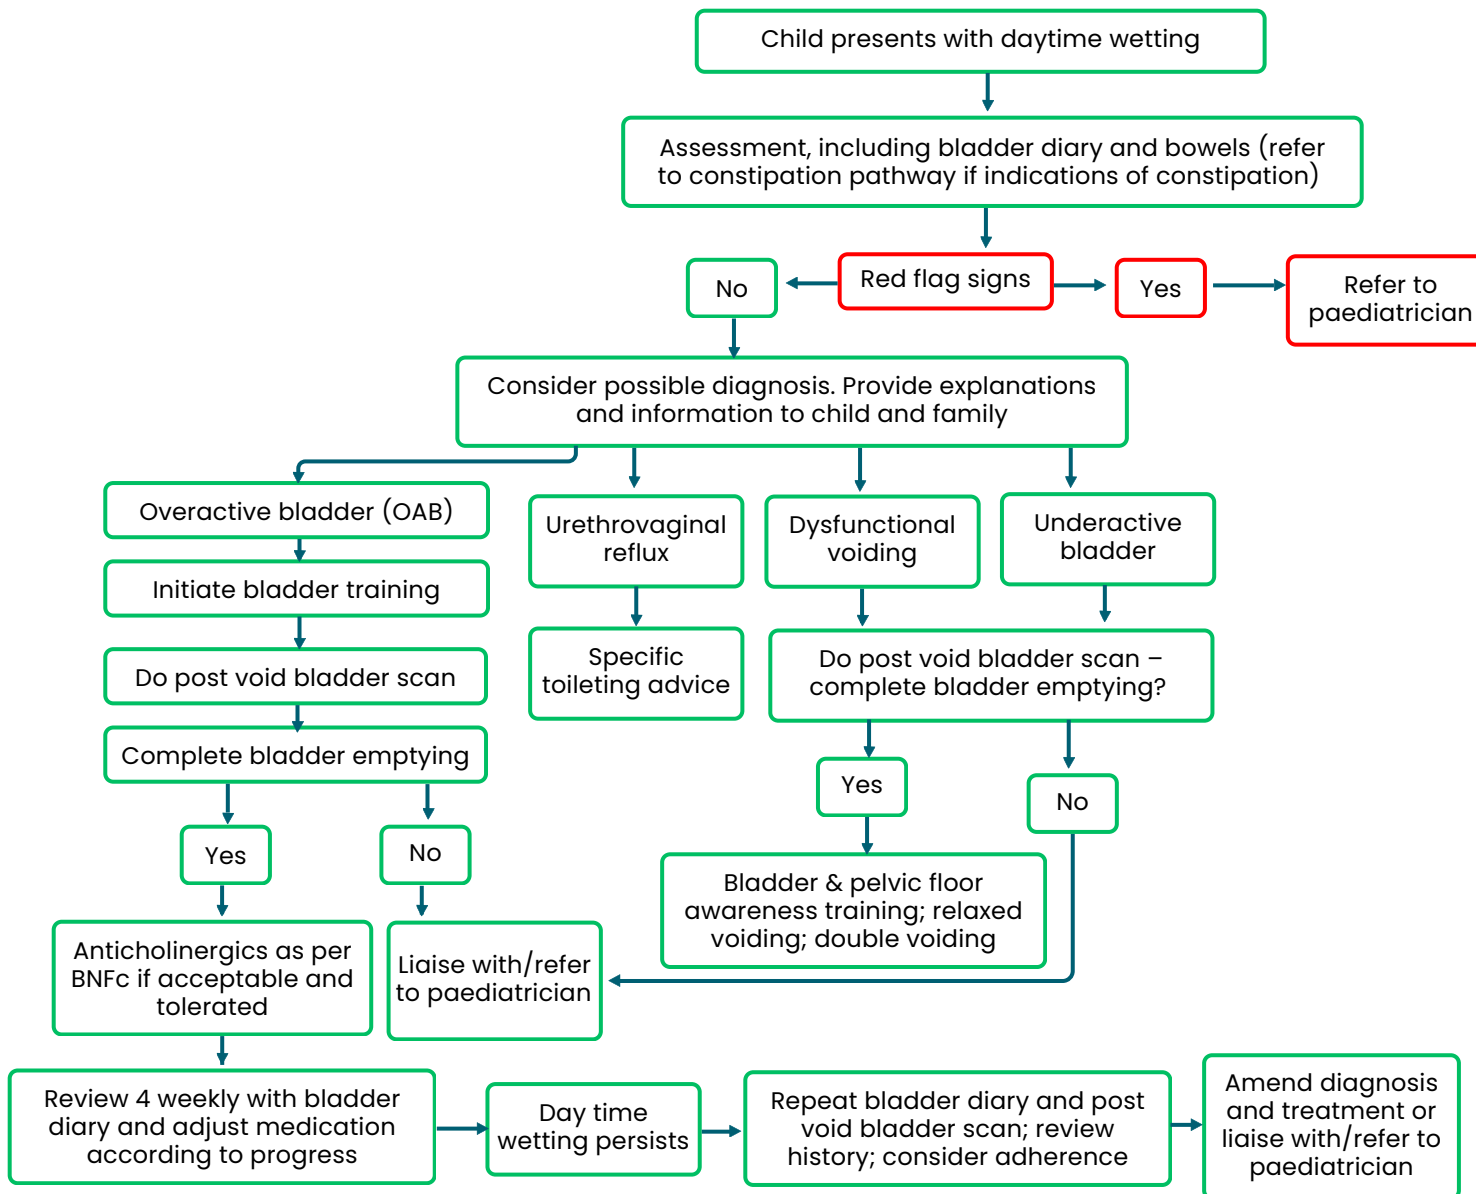 Child presents with daytime wetting
Assessment, including bladder diary and bowels (refer
to constipation pathway if indications of constipation)
No
Red flag signs
Yes
Refer to
paediatrician
Consider possible diagnosis. Provide explanations
and information to child and family
Overactive bladder (OAB)
Initiate bladder training
Do post void bladder scan
Complete bladder emptying
Yes
No
Anticholinergics as per
BNFc if acceptable and
tolerated
Liaise with/refer
to paediatrician
Urethrovaginal
reflux
Specific
toileting advice
Dysfunctional
voiding
Underactive
bladder
Do post void bladder scan –
complete bladder emptying?
Yes
No
Bladder & pelvic floor
awareness training; relaxed
voiding; double voiding
Review 4 weekly with bladder
diary and adjust medication
according to progress
Day time
wetting persists
Repeat bladder diary and post
void bladder scan; review
history; consider adherence
Amend diagnosis
and treatment or
liaise with/refer to
paediatrician